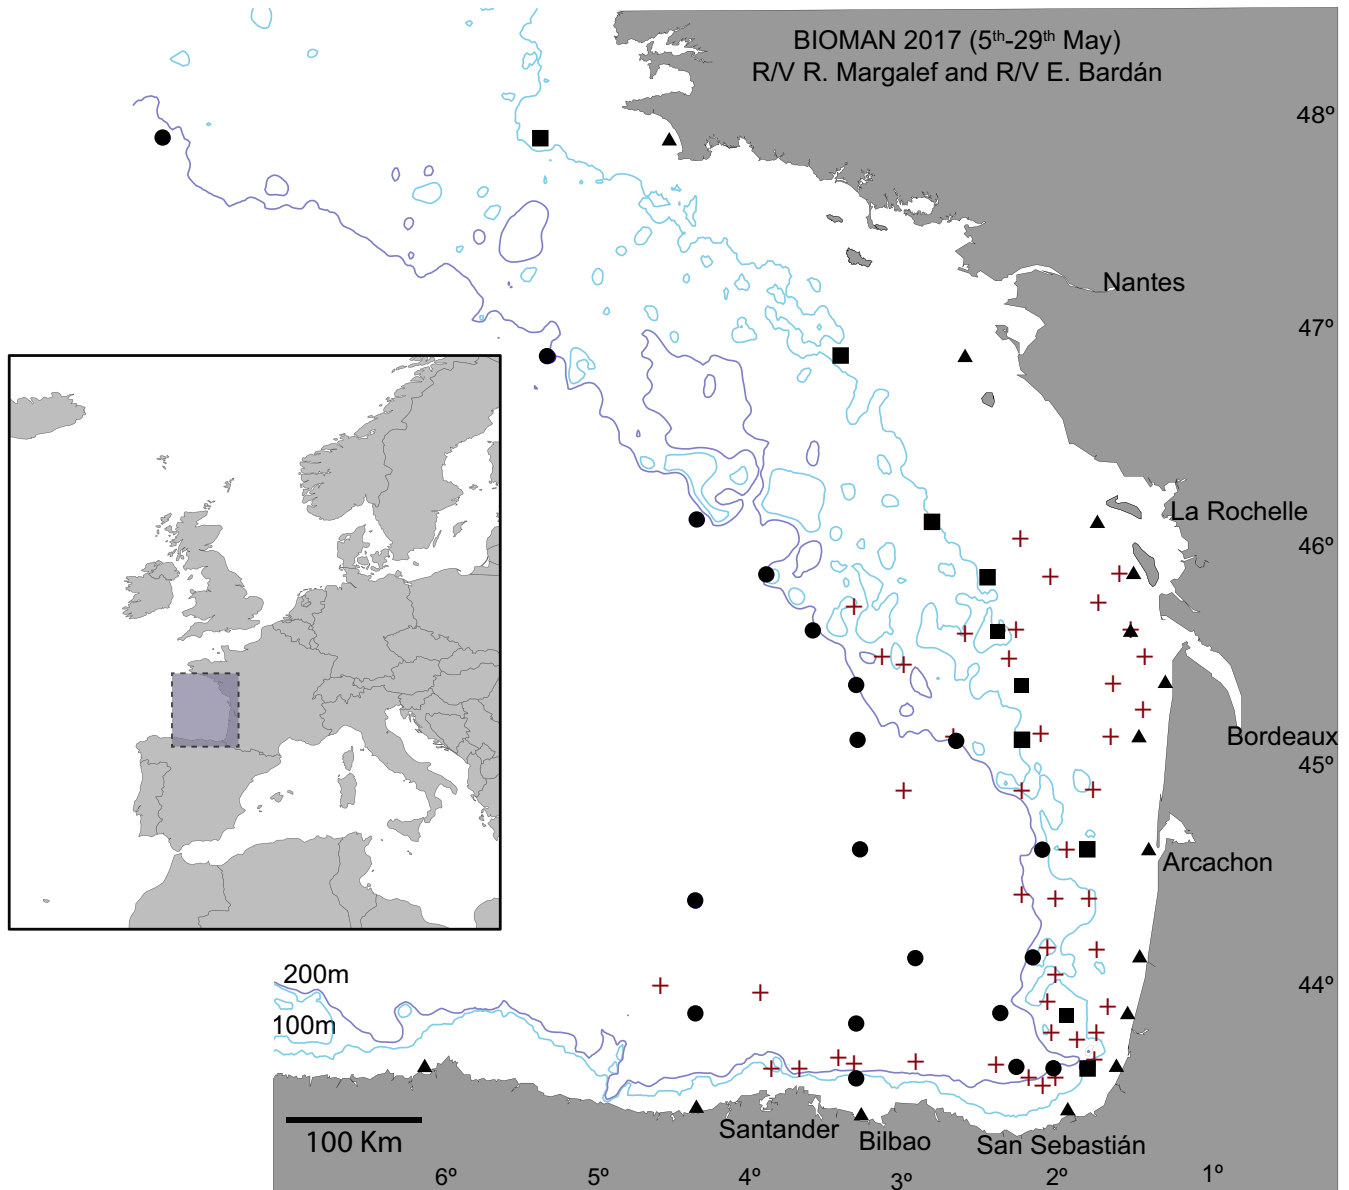 BIOMAN 2017 (5th-29th May)
R/V R. Margalef and R/V E. Bardán
48º
Nantes
47º
La Rochelle
46º
Bordeaux
45º
Arcachon
44º
200m
100m
100 Km
Santander
Bilbao
San Sebastián
6º
5º
4º
3º
2º
1º